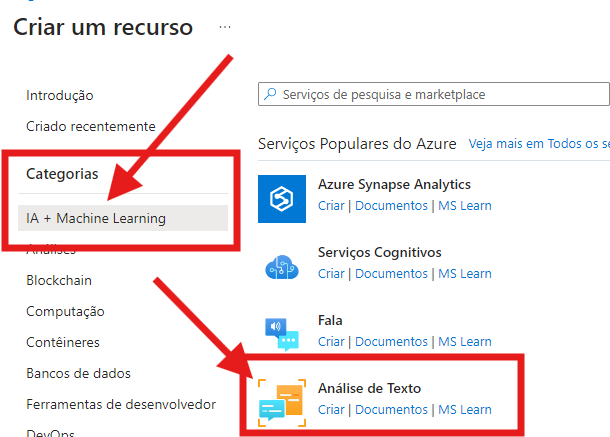 Criar um recurso ...
Introdução
Criado recentemente
Categorias
IA + Machine Learning
Análises
Blockchain
Computação
Contêineres
Bancos de dados
Ferramentas de desenvolvedor
DevOps
Serviços de pesquisa e marketplace
Serviços Populares do Azure Veja mais em Todos os se
Azure Synapse Analytics
Criar | Documentos | MS Learn
Serviços Cognitivos
Criar | Documentos | MS Learn
Fala
Criar | Documentos | MS Learn
Análise de Texto
Criar | Documentos | MS Learn